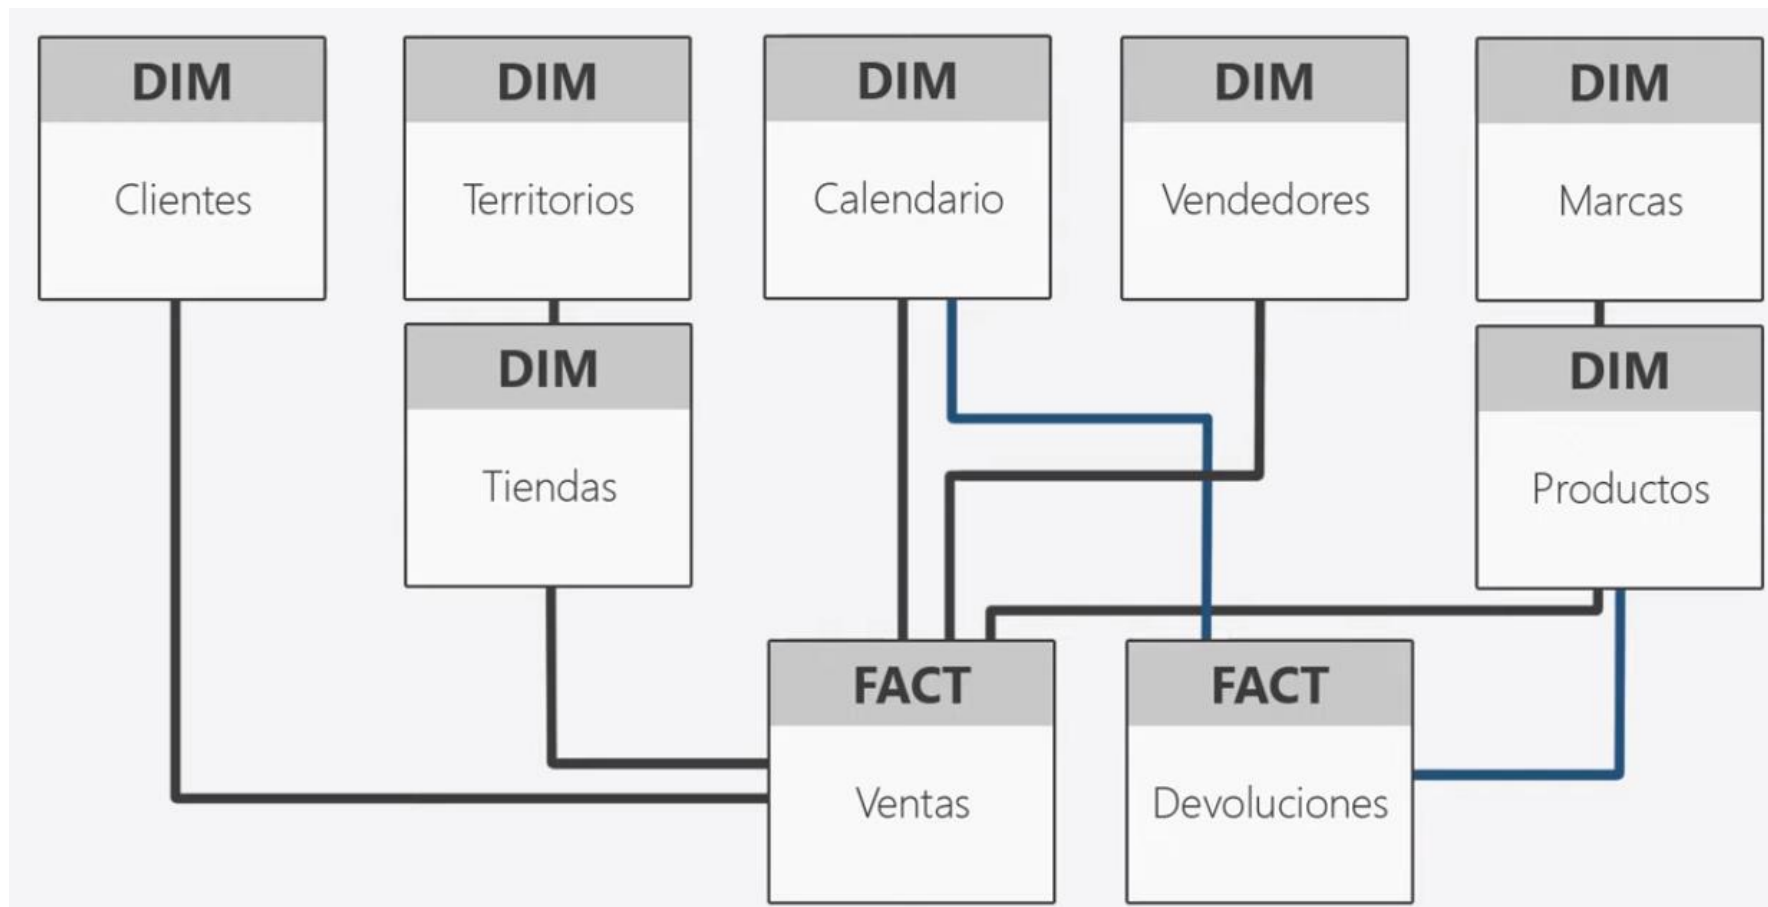 DIM
Clientes
DIM
Territorios
DIM
Calendario
DIM
Vendedores
DIM
Marcas
DIM
Tiendas
DIM
Productos
FACT
Ventas
FACT
Devoluciones